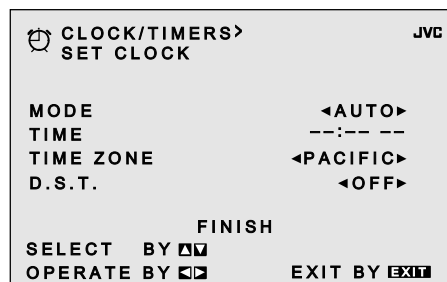 CLOCK/TIMERS> JVC
SET CLOCK
MODE ◄AUTO►
TIME --:-- --
TIME ZONE ◄PACIFIC►
D.S.T. ◄OFF►
FINISH
SELECT BY ▲▼
OPERATE BY ◄► EXIT BY EXIT